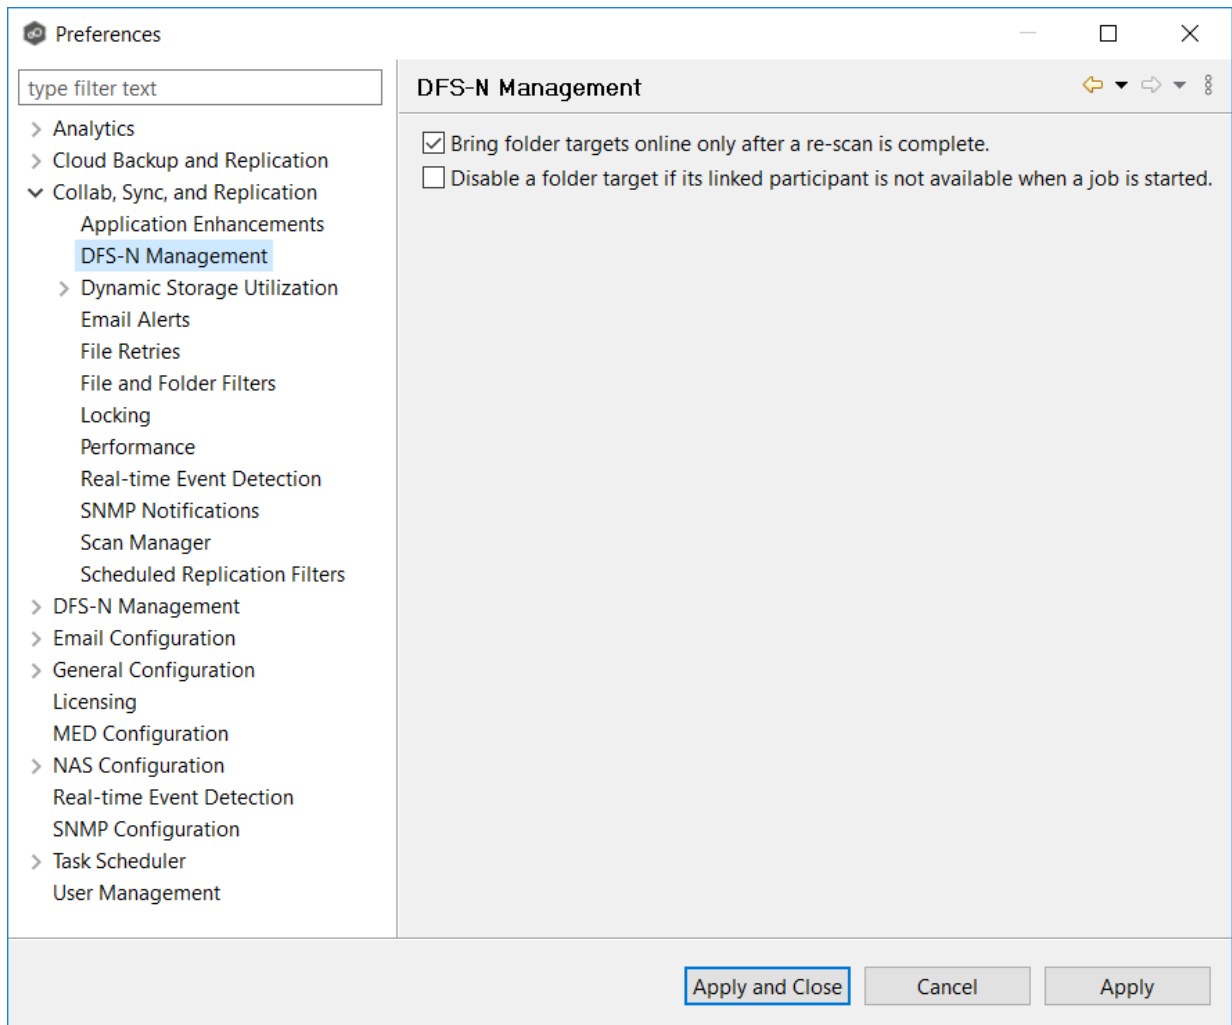 Preferences
type filter text
Analytics
Cloud Backup and Replication
Collab, Sync, and Replication
Application Enhancements
DFS-N Management
Dynamic Storage Utilization
Email Alerts
File Retries
File and Folder Filters
Locking
Performance
Real-time Event Detection
SNMP Notifications
Scan Manager
Scheduled Replication Filters
DFS-N Management
Email Configuration
General Configuration
Licensing
MED Configuration
NAS Configuration
Real-time Event Detection
SNMP Configuration
Task Scheduler
User Management
DFS-N Management
Bring folder targets online only after a re-scan is complete.
Disable a folder target if its linked participant is not available when a job is started.
Apply and Close
Cancel
Apply